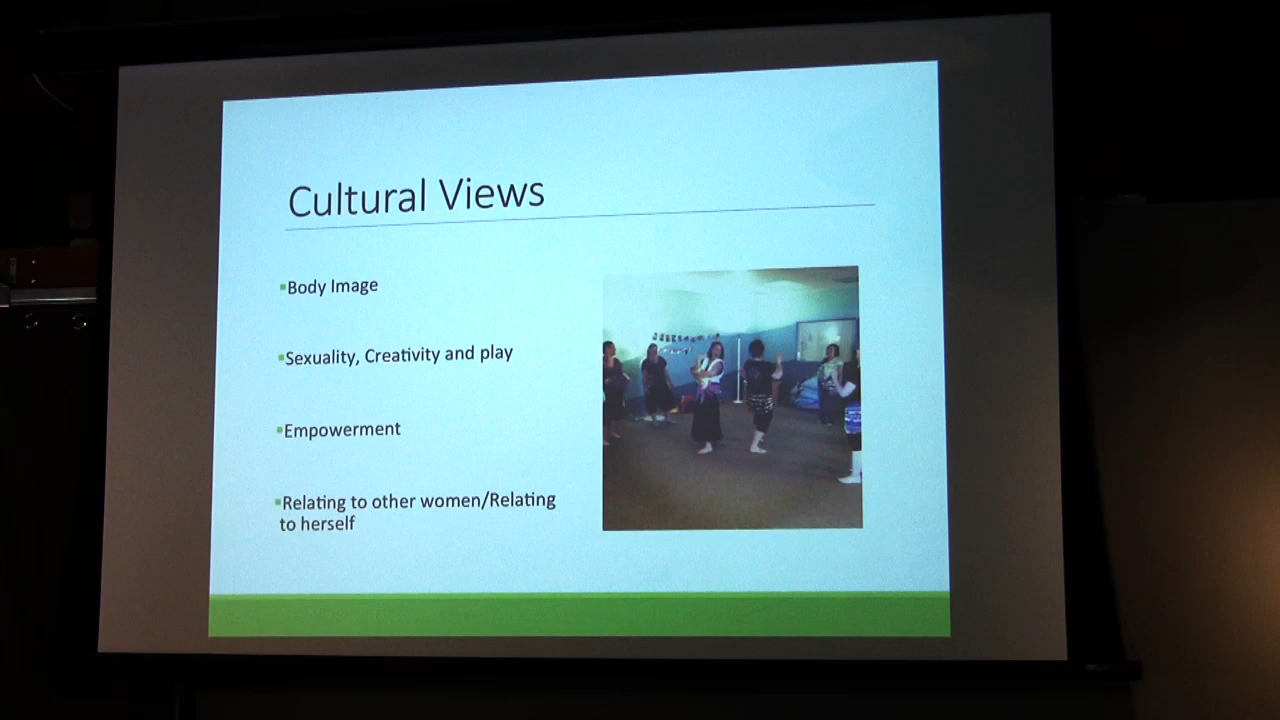 Cultural Views
▪Body Image
▪Sexuality, Creativity and play
▪Empowerment
▪Relating to other women/Relating
to herself